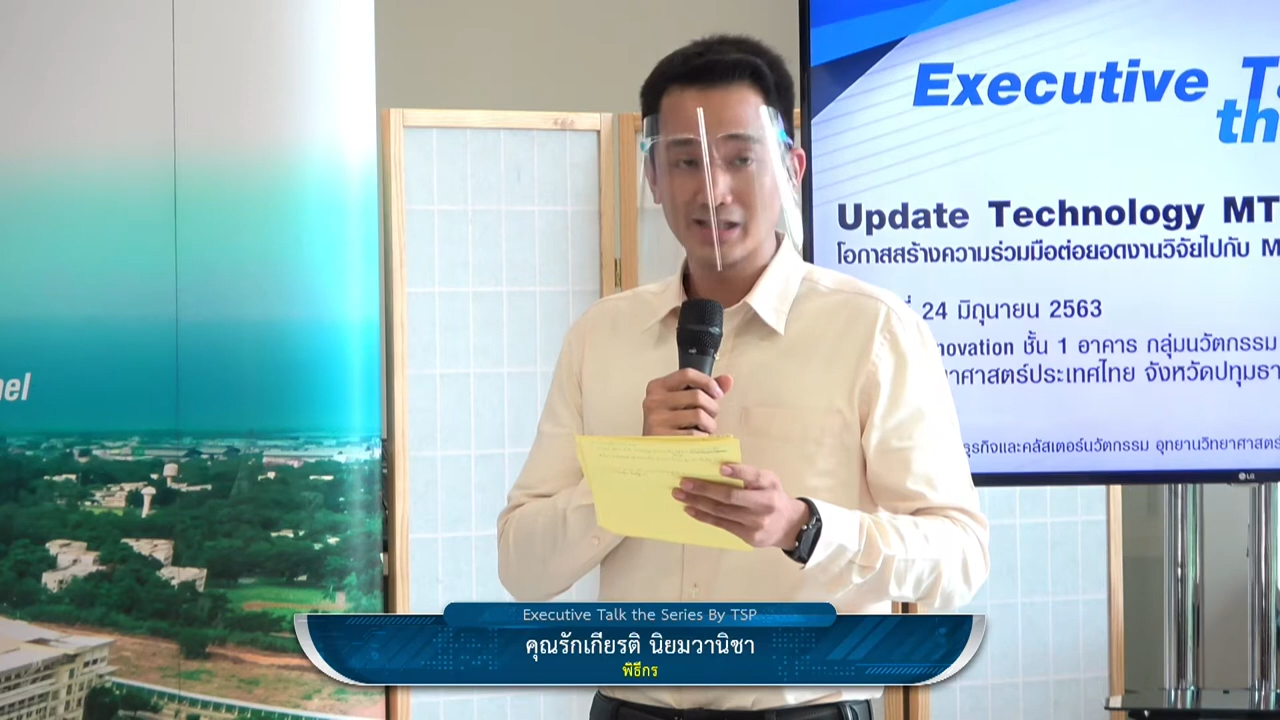 Executive
th
Update Technology MT
โอกาสสร้างความร่วมมือต่อยอดงานวิจัยไปกับ M
24 มิถุนายน 2563
novation ชั้น 1 อาคาร กลุ่มนวัตกรรม
าศาสตร์ประเทศไทย จังหวัดปทุมธา
ธุรกิจและคลัสเตอร์นวัตกรรม อุทยานวิทยาศาสตร์
LG
nel
Executive Talk the Series By TSP
คุณรักเกียรติ นิยมวานิชา
พิธีกร